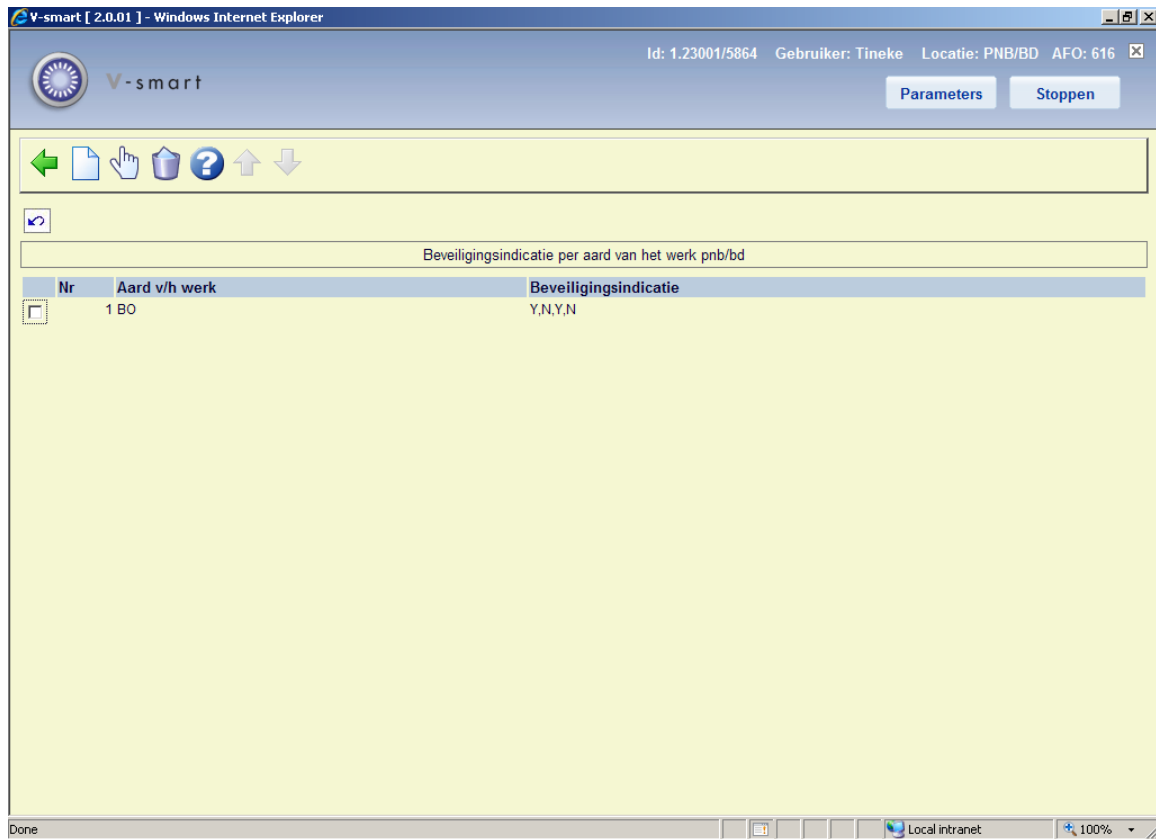 V-smart [ 2.0.01 ] - Windows Internet Explorer
Id: 1.23001/5864 Gebruiker: Tineke Locatie: PNB/BD AFO: 616
V-smart
Parameters Stoppen
?
Beveiligingsindicatie per aard van het werk pnb/bd
Nr Aard v/h werk Beveiligingsindicatie
1 BO Y,N,Y,N
Done Local intranet 100%